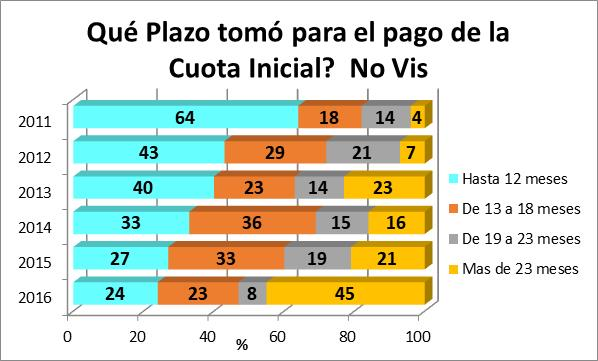 Qué Plazo tomó para el pago de la
Cuota Inicial? No Vis
2011 64 18 14 4
2012 43 29 21 7
2013 40 23 14 23
2014 33 36 15 16
2015 27 33 19 21
2016 24 23 8 45
0 20 40 60 80 100
%
Hasta 12 meses
De 13 a 18 meses
De 19 a 23 meses
Mas de 23 meses